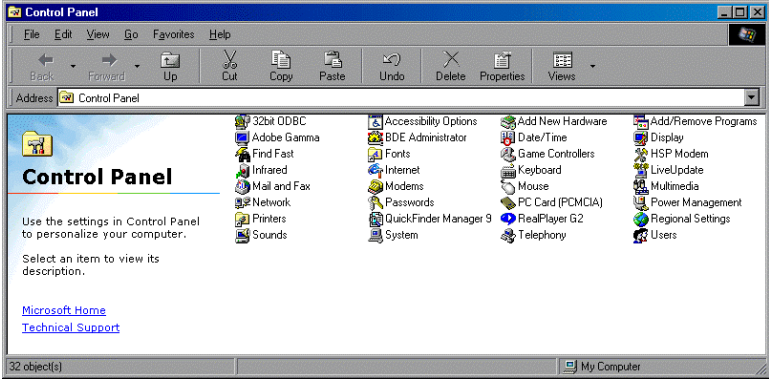 Control Panel
File Edit View Go Favorites Help
Back Forward Up Cut Copy Paste Undo Delete Properties Views
Address Control Panel
Control Panel
Use the settings in Control Panel
to personalize your computer.
Select an item to view its
description.
Microsoft Home
Technical Support
32bit ODBC Accessibility Options Add New Hardware Add/Remove Programs
Adobe Gamma BDE Administrator Date/Time Display
Find Fast Fonts Game Controllers HSP Modem
Infrared Internet Keyboard LiveUpdate
Mail and Fax Modems Mouse Multimedia
Network Passwords PC Card (PCMCIA) Power Management
Printers QuickFinder Manager 9 RealPlayer G2 Regional Settings
Sounds System Telephony Users
32 object(s) My Computer